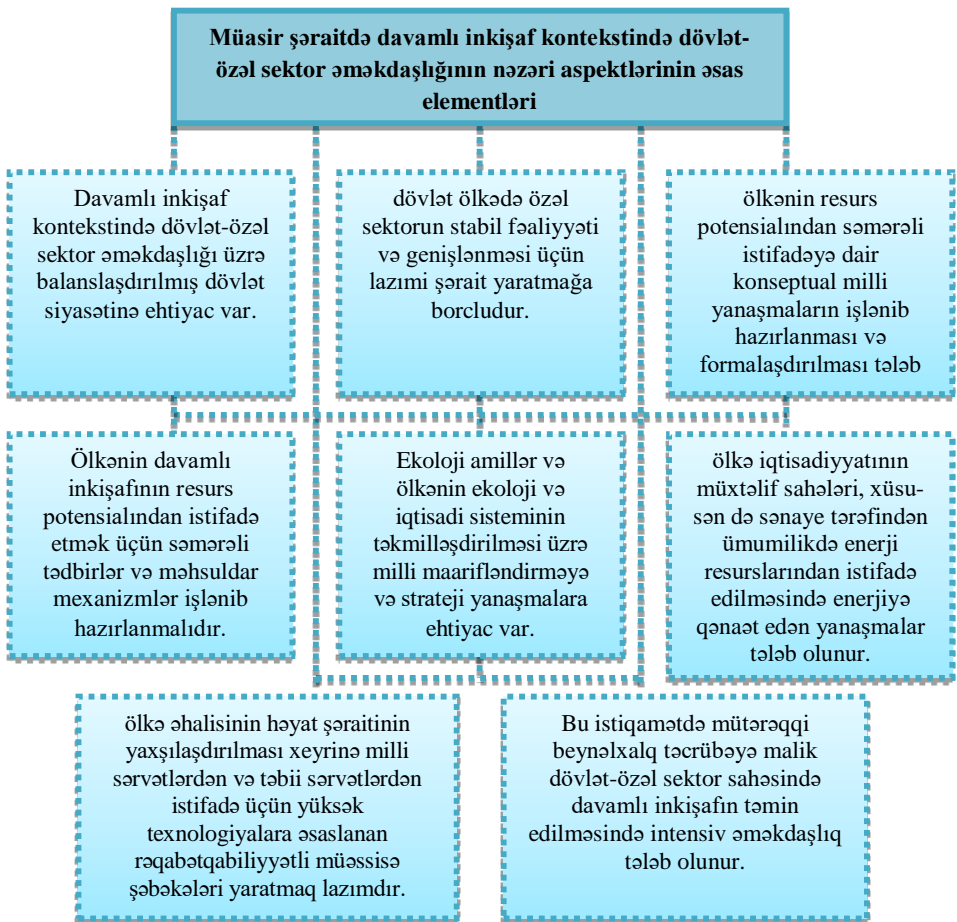 Müasir şəraitdə davamlı inkişaf kontekstində dövlət-
özəl sektor əməkdaşlığının nəzəri aspektlərinin əsas
elementləri
Davamlı inkişaf
kontekstində dövlət-özəl
sektor əməkdaşlığı üzrə
balanslaşdırılmış dövlət
siyasətinə ehtiyac var.
dövlət ölkədə özəl
sektorun stabil fəaliyyəti
və genişlənməsi üçün
lazımi şərait yaratmağa
borcludur.
ölkənin resurs
potensialından səmərəli
istifadəyə dair
konseptual milli
yanaşmaların işlənib
hazırlanması və
formalaşdırılması tələb
Ölkənin davamlı
inkişafının resurs
potensialından istifadə
etmək üçün səmərəli
tədbirlər və məhsuldar
mexanizmlər işlənib
hazırlanmalıdır.
Ekoloji amillər və
ölkənin ekoloji və
iqtisadi sisteminin
təkmilləşdirilməsi üzrə
milli maarifləndirməyə
və strateji yanaşmalara
ehtiyac var.
ölkə iqtisadiyyatının
müxtəlif sahələri, xüsu-
sən də sənaye tərəfindən
ümumilikdə enerji
resurslarından istifadə
edilməsində enerjiyə
qənaət edən yanaşmalar
tələb olunur.
ölkə əhalisinin həyat şəraitinin
yaxşılaşdırılması xeyrinə milli
sərvətlərdən və təbii sərvətlərdən
istifadə üçün yüksək
texnologiyalara əsaslanan
rəqabətqabiliyyətli müəssisə
şəbəkələri yaratmaq lazımdır.
Bu istiqamətdə mütərəqqi
beynəlxalq təcrübəyə malik
dövlət-özəl sektor sahəsində
davamlı inkişafın təmin
edilməsində intensiv əməkdaşlıq
tələb olunur.